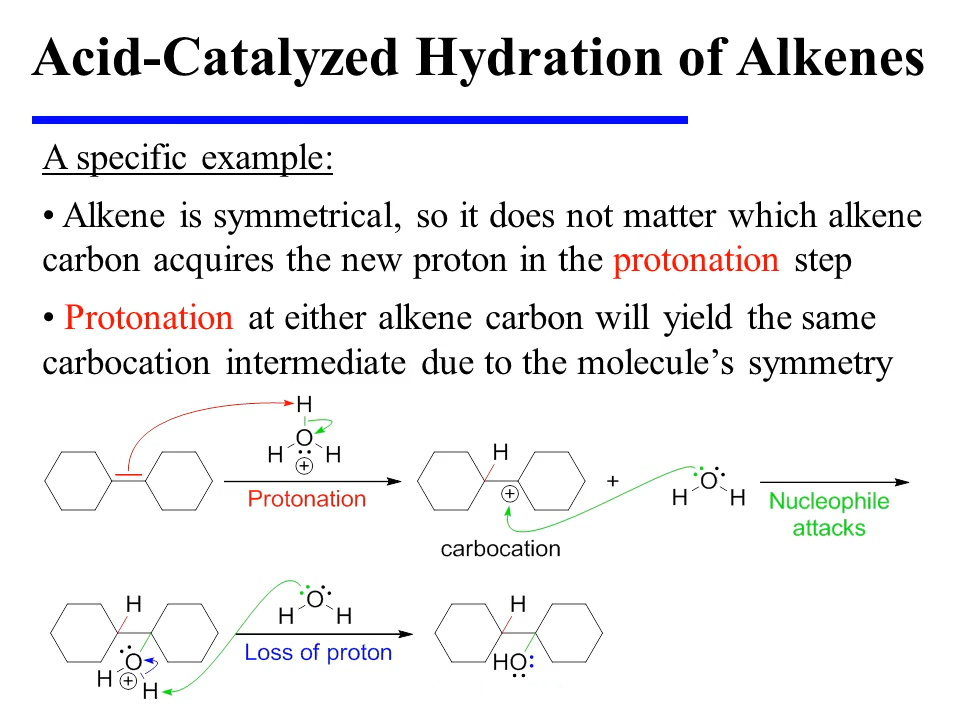 Acid-Catalyzed Hydration of Alkenes
A specific example:
• Alkene is symmetrical, so it does not matter which alkene
carbon acquires the new proton in the protonation step
• Protonation at either alkene carbon will yield the same
carbocation intermediate due to the molecule’s symmetry
H
O
H H
+
Protonation
H
+
carbocation
+
O
H H
Nucleophile
attacks
H
O
H + H
O
H H
Loss of proton
H
HO